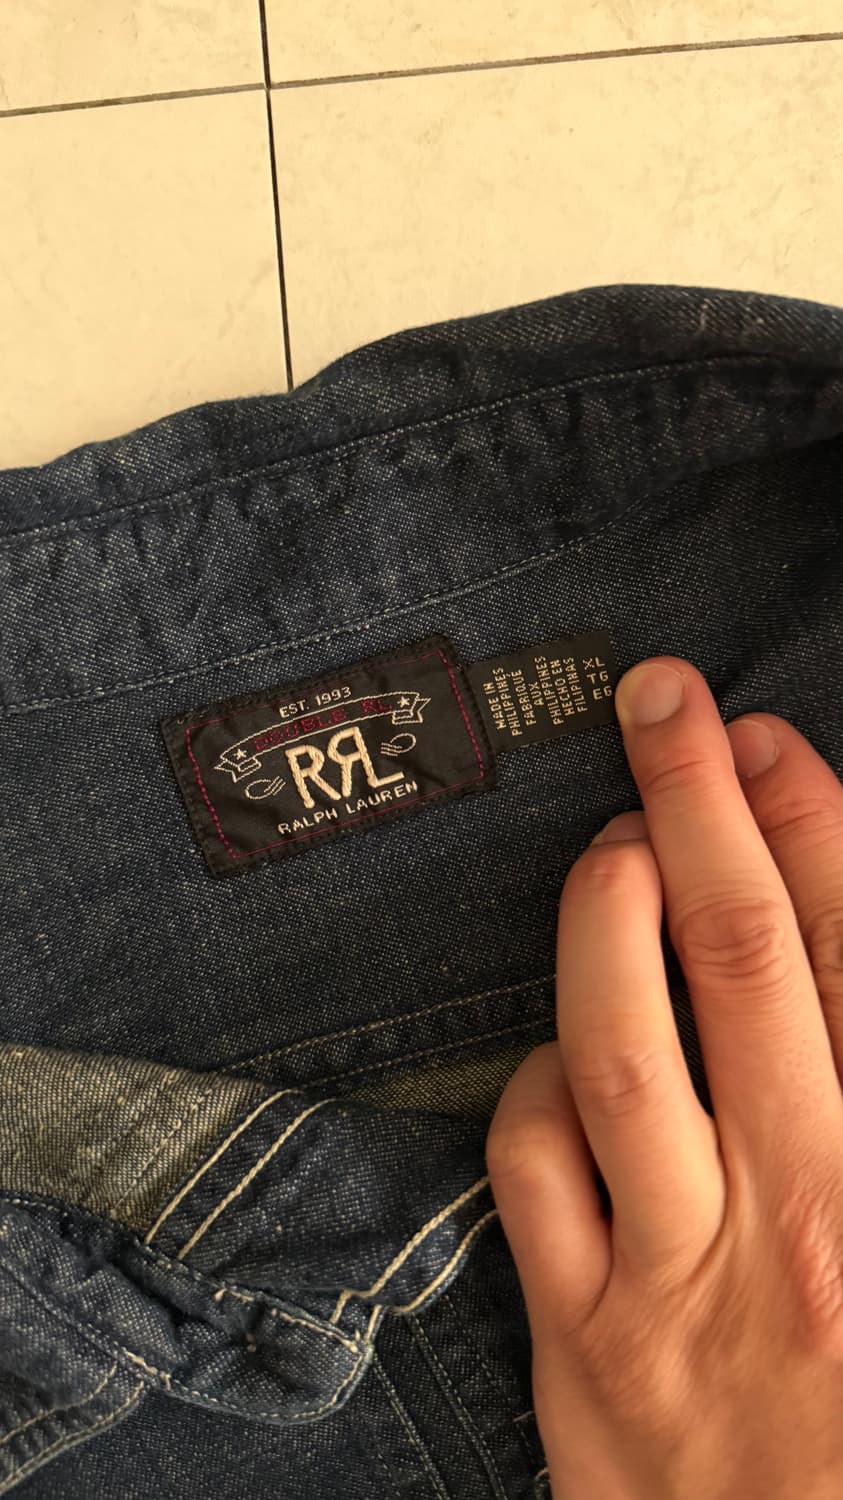 EST. 1993
DOUBLE RL
RRL
RALPH LAUREN
MADE IN
PHILIPPINES
FABRIQUE
AUX
PHILIPPINES
HECHO EN
FILIPINAS
XL
TG
EG